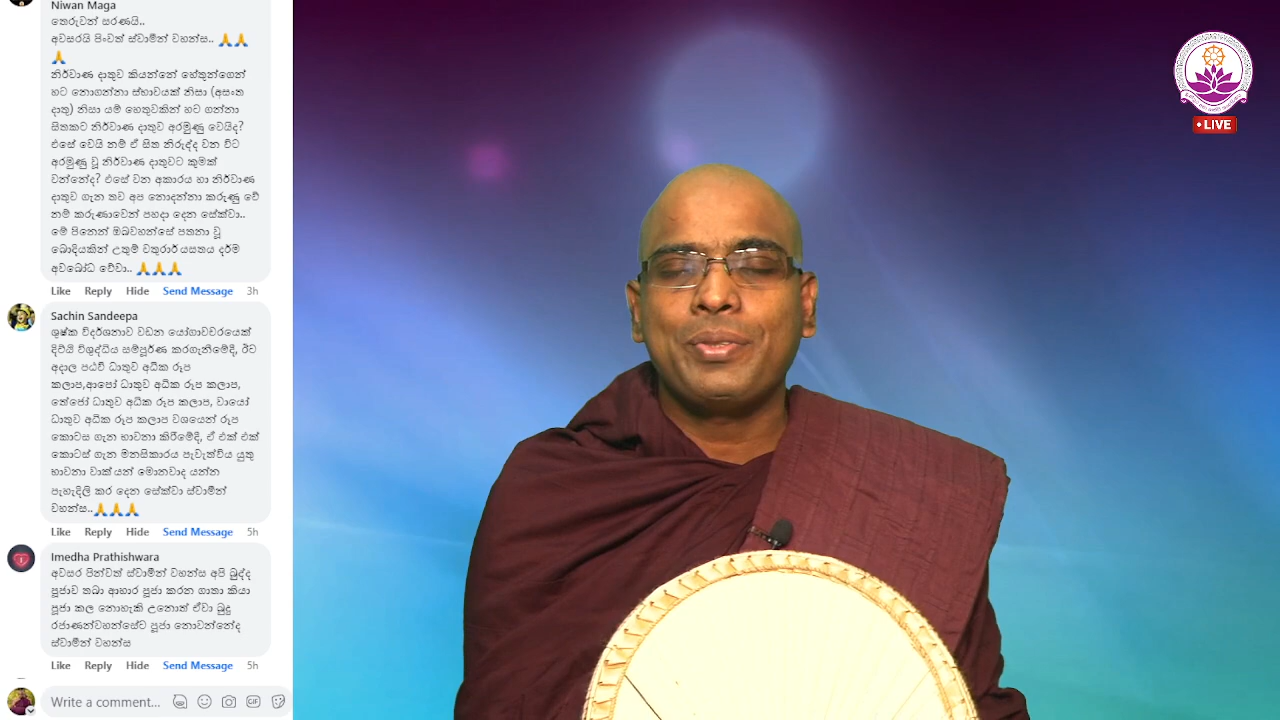 Niwan Maga
තෙරුවන් සරණයි..
අවසරයි පිංවත් ස්වාමීන් වහන්ස.. 🙏🙏
🙏
නිර්වාණ දාතුව කියන්නේ හේතුන්ගෙන්
හට නොගන්නා ස්භාවයක් නිසා (අසංත
දාතු) නිසා යම් හෙතුවකින් හට ගන්නා
සිතකට නිර්වාණ දාතුව අරමුණු වෙයිද?
එසේ වෙයි නම් ඒ සිත නිරුද්ද වන විට
අරමුණු වූ නිර්වාණ දාතුවට කුමක්
වන්නේද? එසේ වන අකාරය හා නිර්වාණ
දාතුව ගැන තව අප නොදන්නා කරුණු වේ
නම් කරුණාවෙන් පහදා දෙන සේක්වා..
මේ පිනෙන් ඔබවහන්සේ පතනා වූ
බොදියකින් උතුම් චතුරාර්යසත්‍ය දර්ම
අවබෝධ වේවා.. 🙏🙏🙏
Like Reply Hide Send Message 3h
Sachin Sandeepa
ශුෂ්ක විදර්ශනාව වඩන යෝගාවචරයෙක්
දිට්ඨි විශුද්ධිය සම්පූර්ණ කරගැනීමේදී, ඊට
අදාල පඨවි ධාතුව අධික රූප
කලාප,ආපෝ ධාතුව අධික රූප කලාප,
තේජෝ ධාතුව අධික රූප කලාප, වායෝ
ධාතුව අධික රූප කලාප වශයෙන් රූප
කොටස ගැන භාවනා කිරීමේදී, ඒ එක් එක්
කොටස් ගැන මනසිකාරය පැවැත්විය යුතු
භාවනා වාක්‍යන් මොනවාද යන්න
පැහැදිලි කර දෙන සේක්වා ස්වාමීන්
වහන්ස..🙏🙏🙏
Like Reply Hide Send Message 5h
Imedha Prathishwara
අවසර පින්වත් ස්වාමීන් වහන්ස අපි බුද්ද
පූජාව තබා ආහාර පූජා කරන ගාතා කියා
පූජා කල නොහැකි උනොත් ඒවා බුදු
රජාණන්වහන්සේට පූජා නොවන්නේද
ස්වාමීන් වහන්ස
Like Reply Hide Send Message 5h
Write a comment...
GIF
LIVE